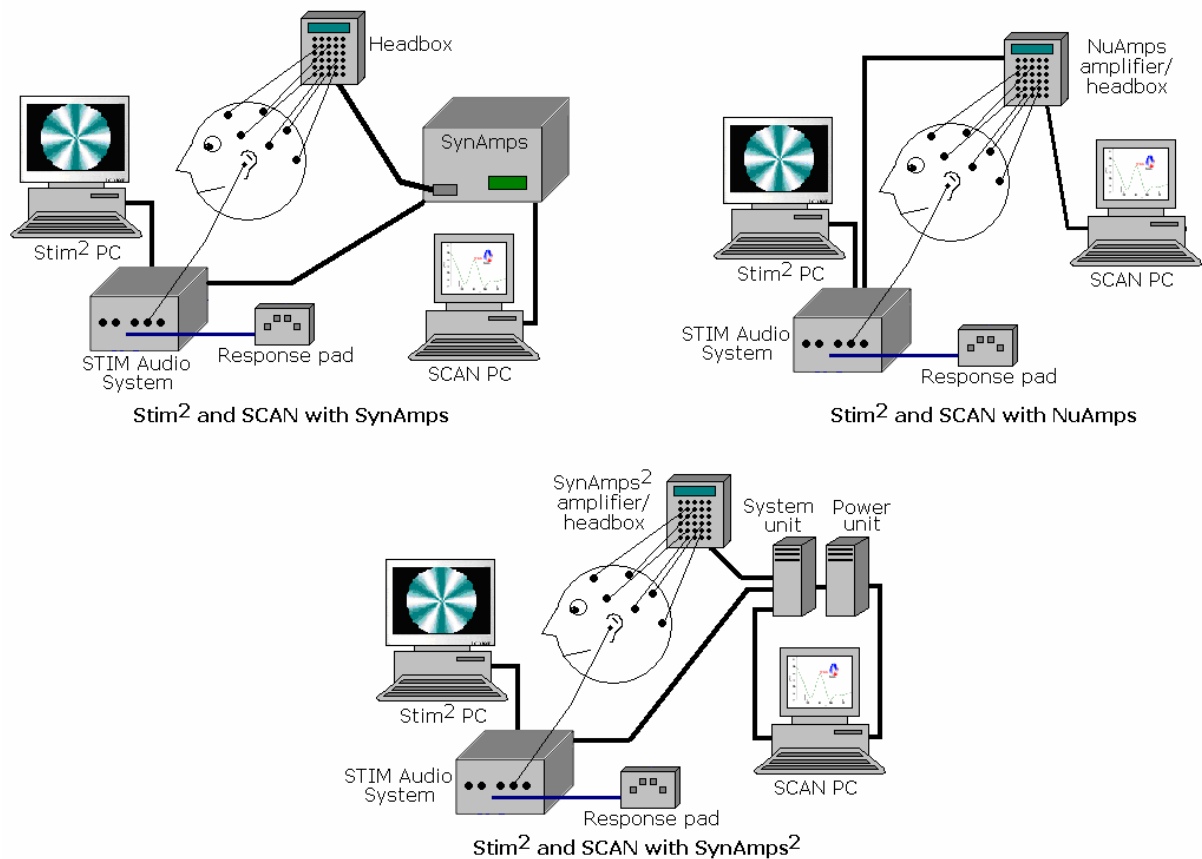 Headbox
SynAmps
Stim² PC
STIM Audio
System
Response pad
SCAN PC
Stim² and SCAN with SynAmps
NuAmps
amplifier/
headbox
Stim² PC
SCAN PC
STIM Audio
System
Response pad
Stim² and SCAN with NuAmps
SynAmps²
amplifier/
headbox
System
unit
Power
unit
Stim² PC
STIM Audio
System
Response pad
SCAN PC
Stim² and SCAN with SynAmps²